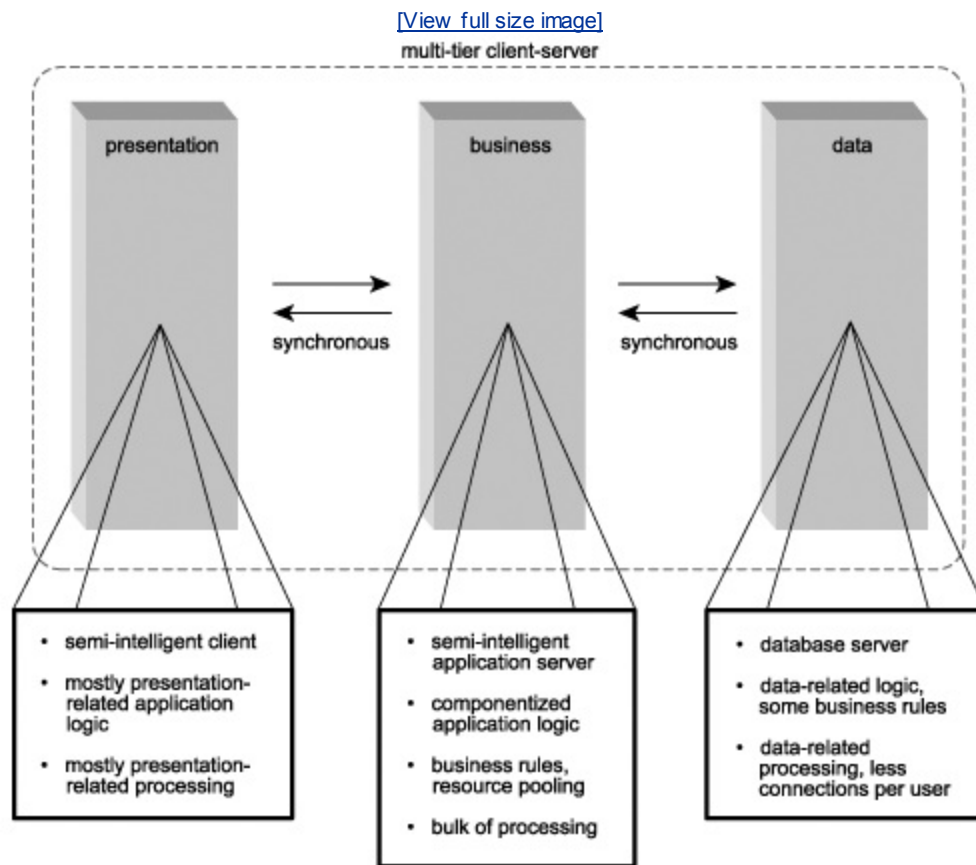 [View full size image]
multi-tier client-server
presentation
business
data
synchronous
synchronous
• semi-intelligent client
• mostly presentation-
related application
logic
• mostly presentation-
related processing
• semi-intelligent
application server
• componentized
application logic
• business rules,
resource pooling
• bulk of processing
• database server
• data-related logic,
some business rules
• data-related
processing, less
connections per user